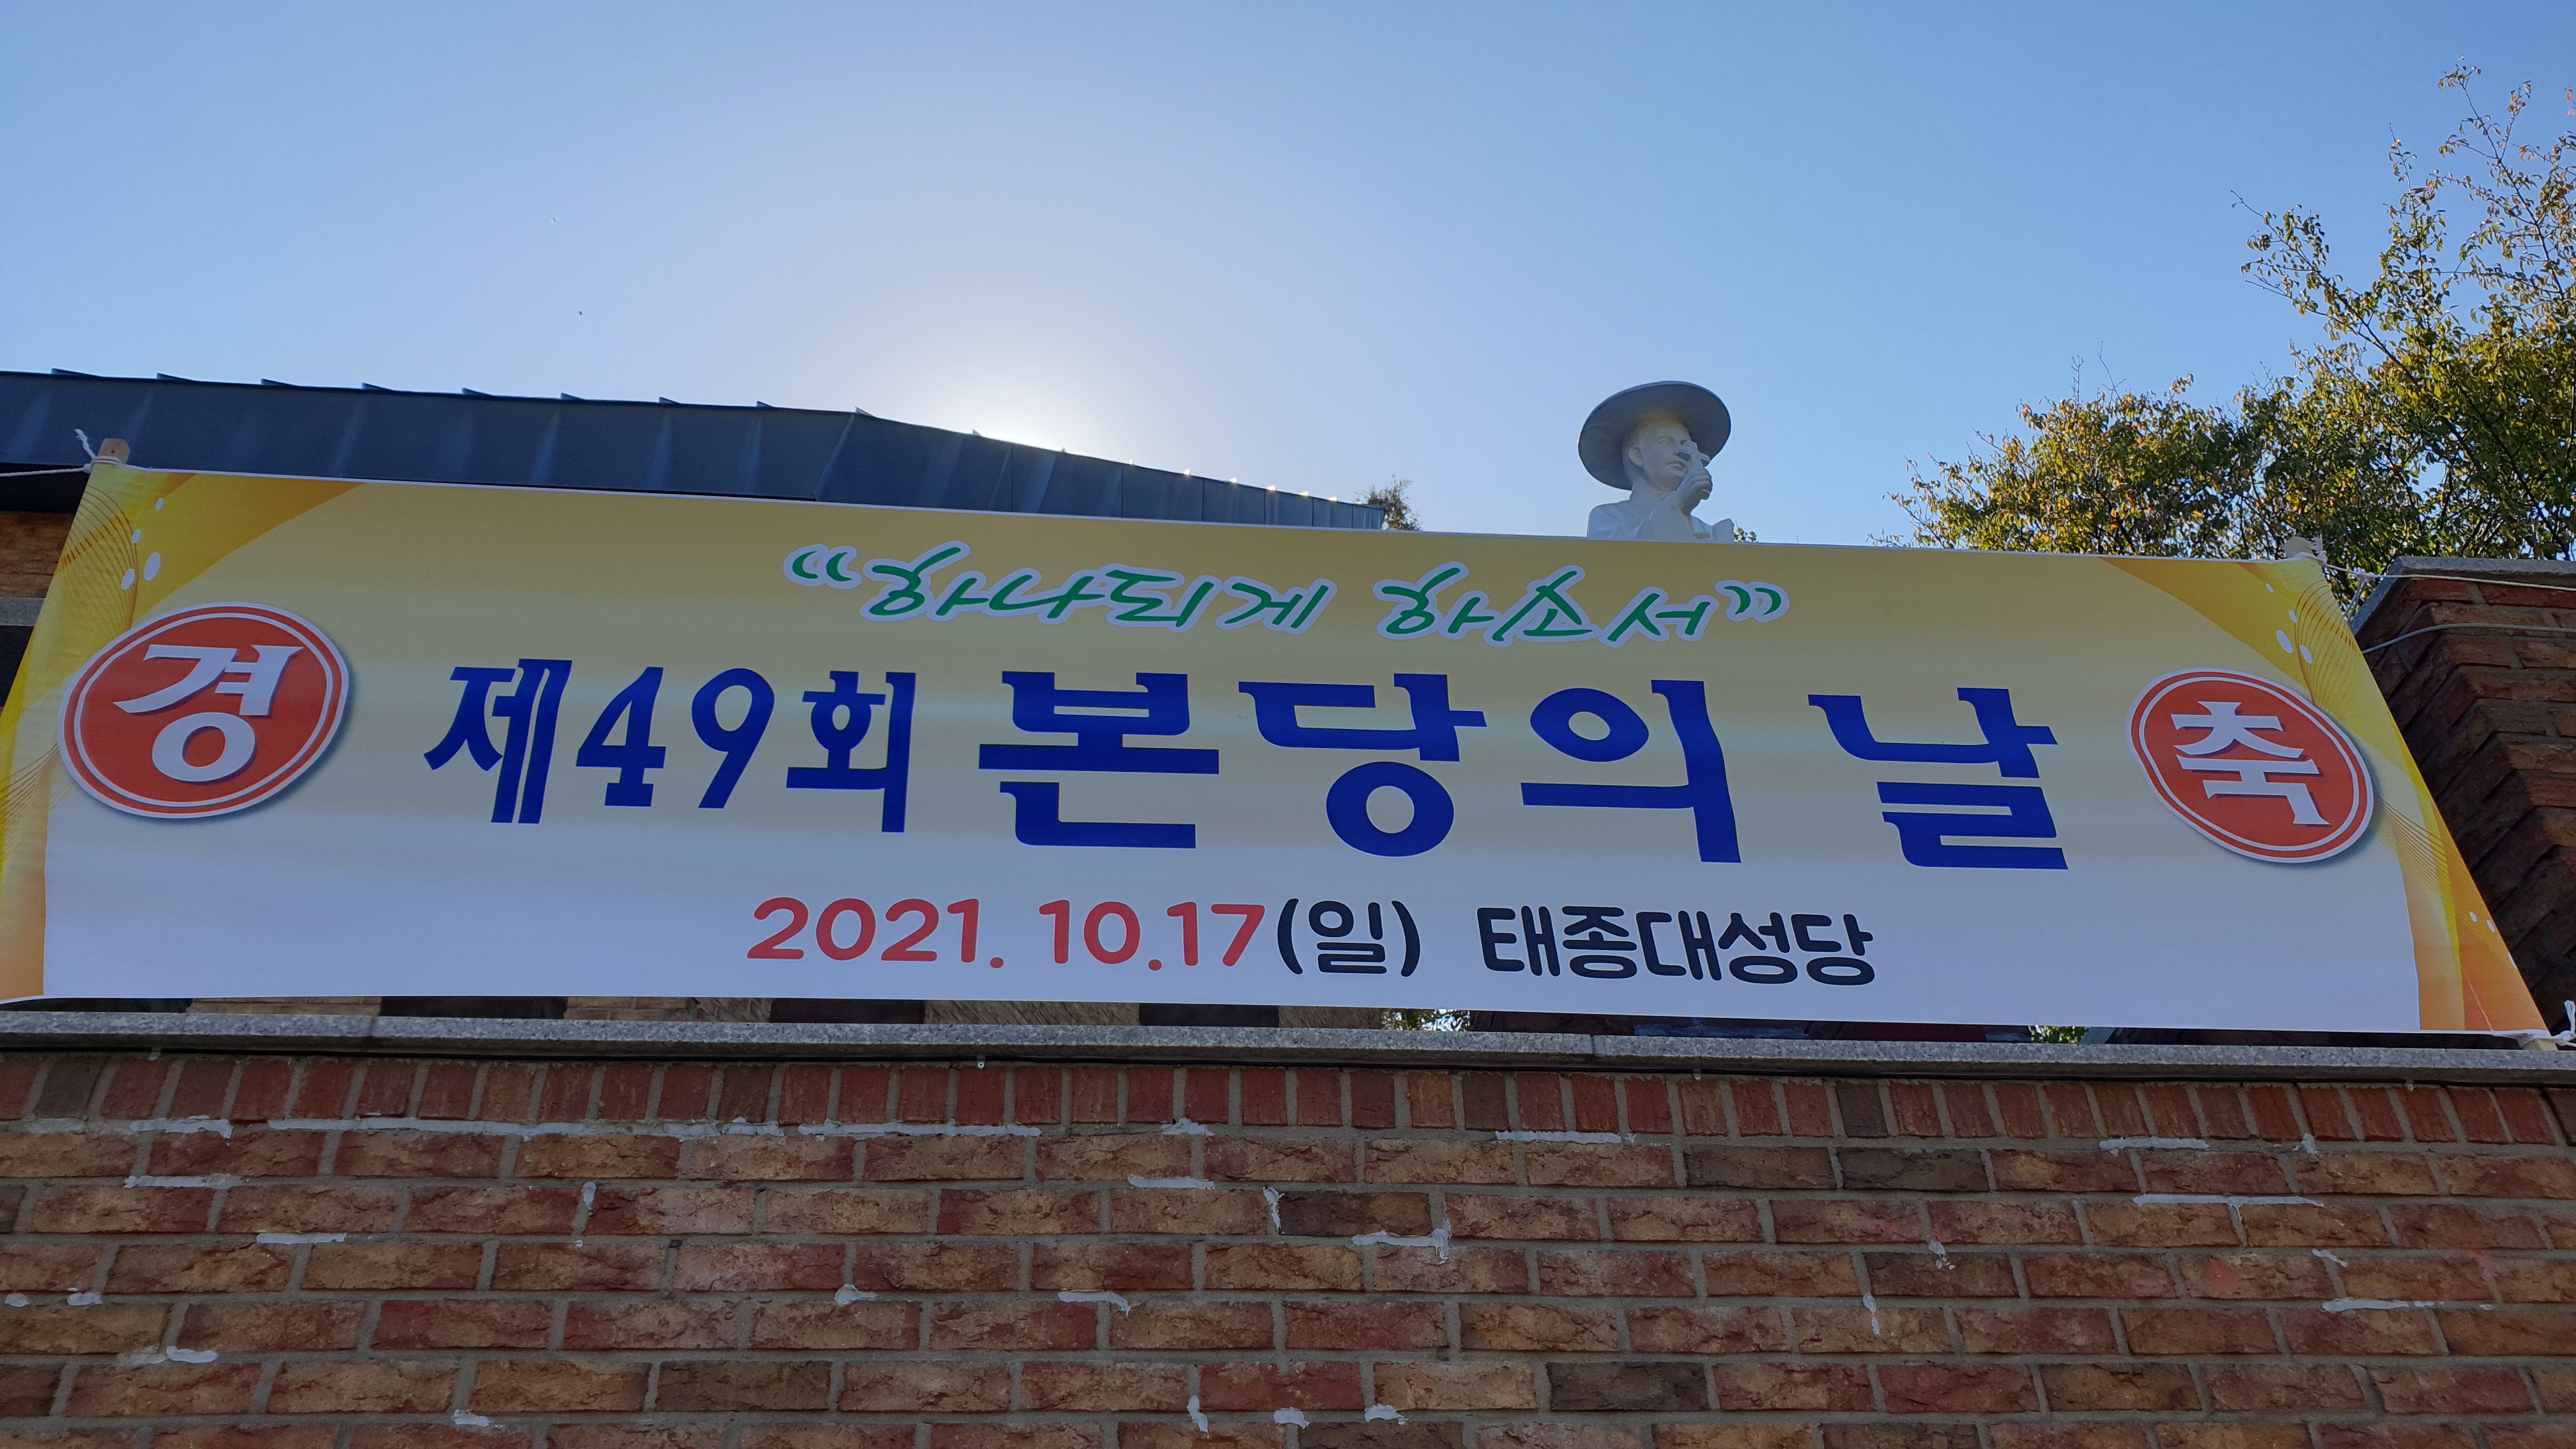 “하나되게 하소서”
경 제49회 본당의 날 축
2021. 10.17(일) 태종대성당